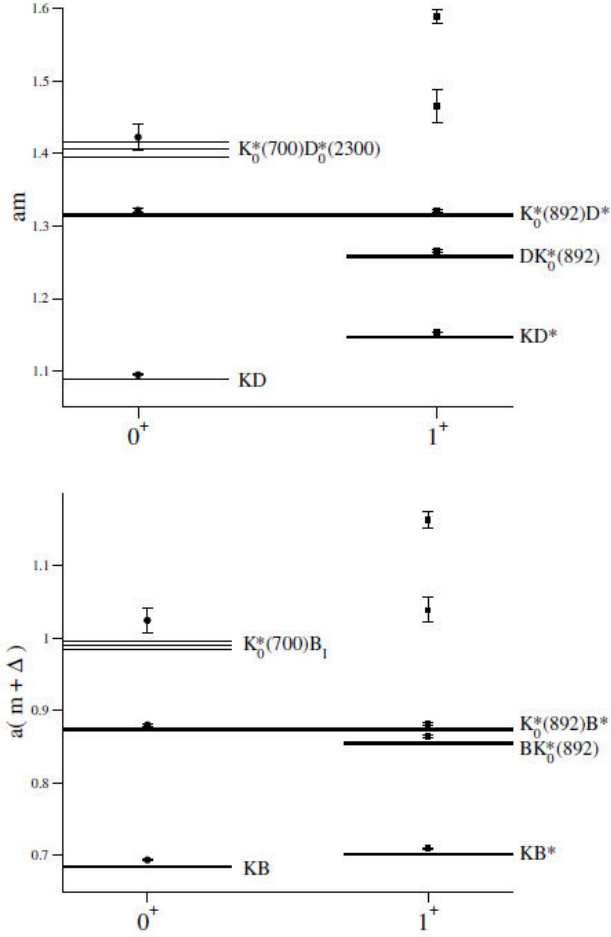 1.6
1.5
1.4
1.3
1.2
1.1
am
K₀*(700)D₀*(2300)
K₀*(892)D*
DK₀*(892)
KD*
KD
0⁺
1⁺
1.1
1
0.9
0.8
0.7
a( m + Δ )
K₀*(700)B₁
K₀*(892)B*
BK₀*(892)
KB*
KB
0⁺
1⁺